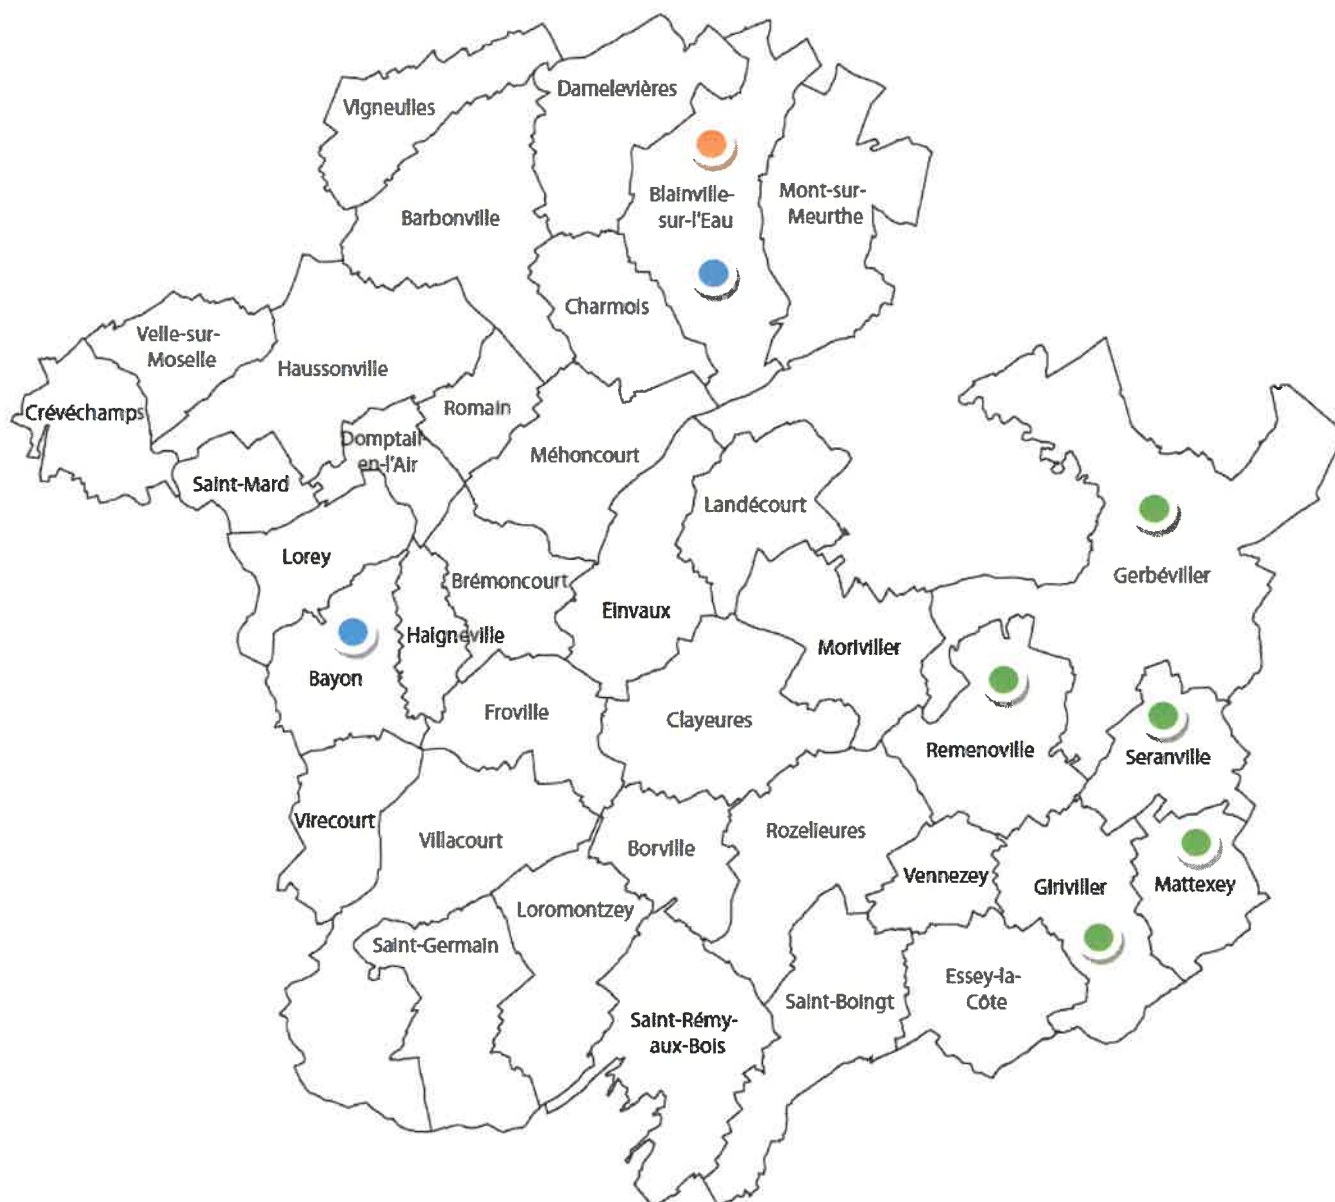 Vigneulles
Damelevières
Barbonville
Blainville-
sur-l'Eau
Mont-sur-
Meurthe
Charmois
Velle-sur-
Moselle
Haussonville
Crévéchamps
Romain
Domptail-
en-l'Air
Méhoncourt
Saint-Mard
Landécourt
Lorey
Gerbéviller
Brémoncourt
Einvaux
Haigneville
Moriviller
Bayon
Froville
Clayeures
Remenoville
Seranville
Virecourt
Villacourt
Borville
Rozelieures
Vennezey
Giriviller
Mattexey
Loromontzey
Saint-Germain
Essey-la-
Côte
Saint-Boingt
Saint-Rémy-
aux-Bois